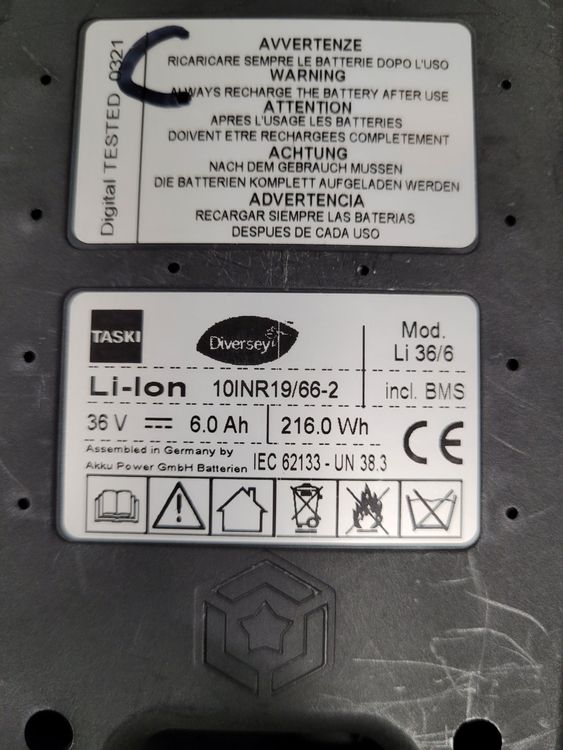 Digital TESTED 0321
C
AVVERTENZE
RICARICARE SEMPRE LE BATTERIE DOPO L'USO
WARNING
ALWAYS RECHARGE THE BATTERY AFTER USE
ATTENTION
APRES L'USAGE LES BATTERIES
DOIVENT ETRE RECHARGEES COMPLETEMENT
ACHTUNG
NACH DEM GEBRAUCH MUSSEN
DIE BATTERIEN KOMPLETT AUFGELADEN WERDEN
ADVERTENCIA
RECARGAR SIEMPRE LAS BATERIAS
DESPUES DE CADA USO
TASKI
Diversey
Mod.
Li 36/6
Li-Ion 10INR19/66-2 incl. BMS
36 V 6.0 Ah 216.0 Wh CE
Assembled in Germany by
Akku Power GmbH Batterien IEC 62133 - UN 38.3